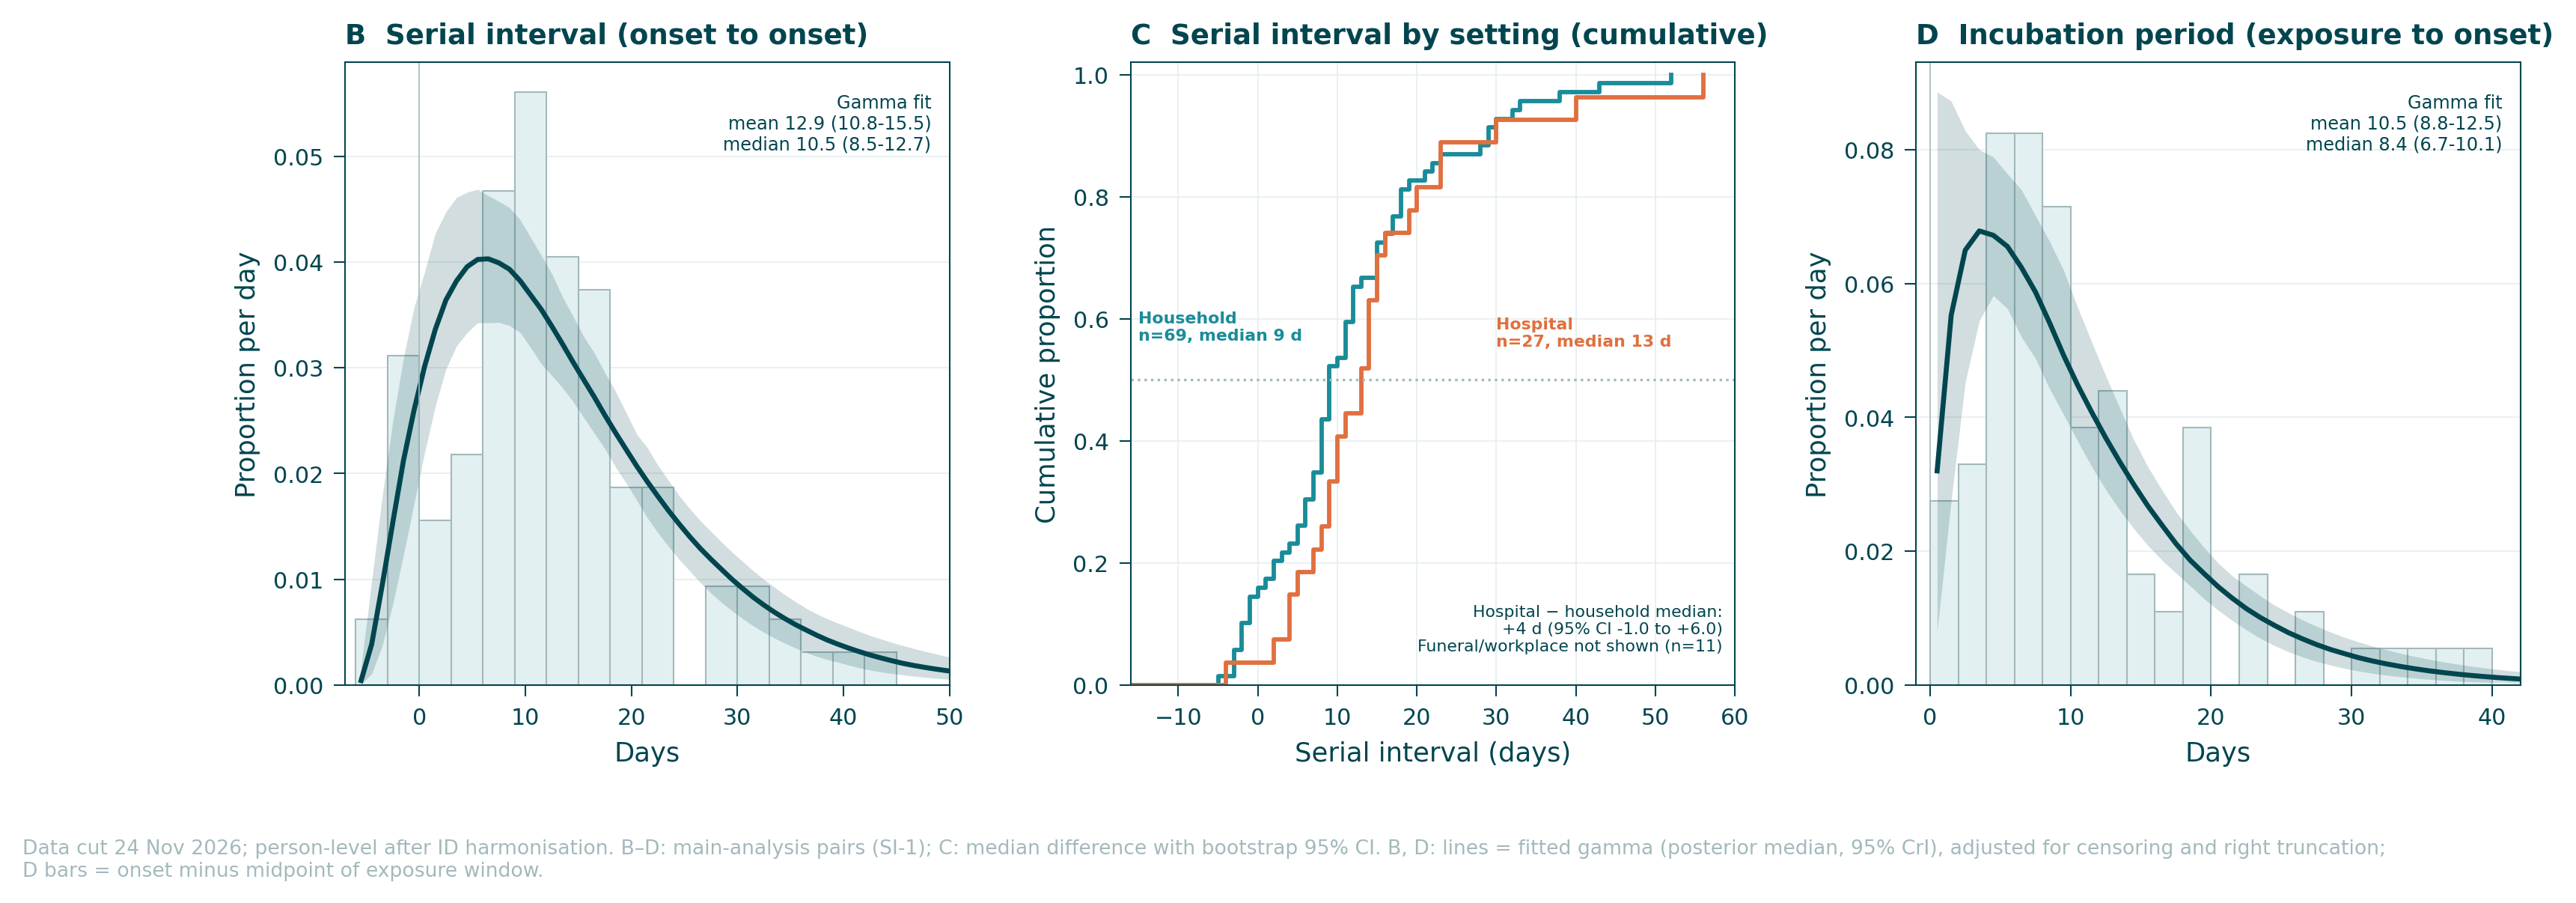 B  Serial interval (onset to onset)
Gamma fit
mean 12.9 (10.8-15.5)
median 10.5 (8.5-12.7)
Proportion per day
0.05
0.04
0.03
0.02
0.01
0.00
0 10 20 30 40 50
Days
C  Serial interval by setting (cumulative)
Cumulative proportion
1.0
0.8
0.6
0.4
0.2
0.0
Household
n=69, median 9 d
Hospital
n=27, median 13 d
Hospital − household median:
+4 d (95% CI -1.0 to +6.0)
Funeral/workplace not shown (n=11)
−10 0 10 20 30 40 50 60
Serial interval (days)
D  Incubation period (exposure to onset)
Gamma fit
mean 10.5 (8.8-12.5)
median 8.4 (6.7-10.1)
Proportion per day
0.08
0.06
0.04
0.02
0.00
0 10 20 30 40
Days
Data cut 24 Nov 2026; person-level after ID harmonisation. B–D: main-analysis pairs (SI-1); C: median difference with bootstrap 95% CI. B, D: lines = fitted gamma (posterior median, 95% CrI), adjusted for censoring and right truncation;
D bars = onset minus midpoint of exposure window.